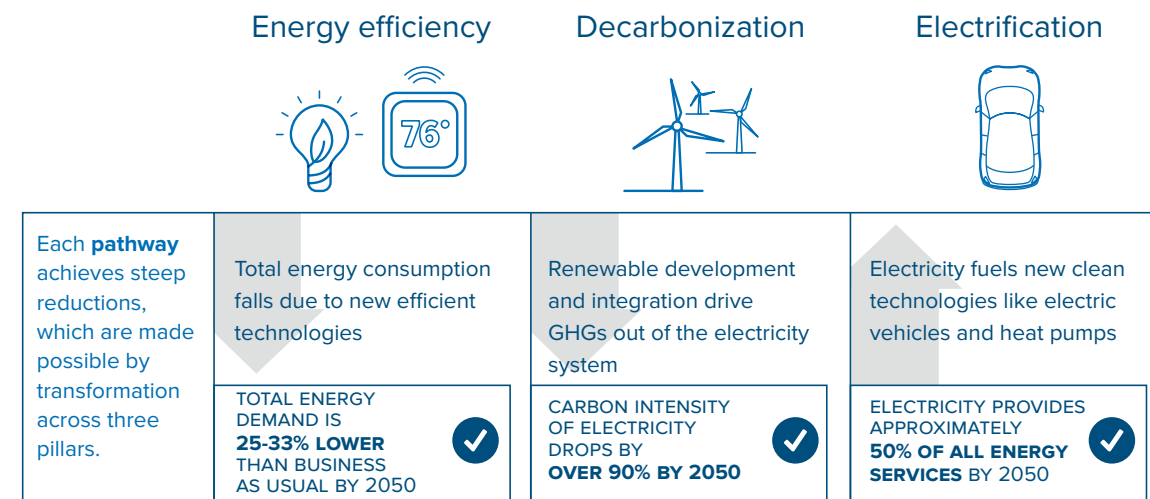 Energy efficiency
Decarbonization
Electrification
76°
Each pathway
achieves steep
reductions,
which are made
possible by
transformation
across three
pillars.
Total energy consumption
falls due to new efficient
technologies
TOTAL ENERGY
DEMAND IS
25-33% LOWER
THAN BUSINESS
AS USUAL BY 2050
Renewable development
and integration drive
GHGs out of the electricity
system
CARBON INTENSITY
OF ELECTRICITY
DROPS BY
OVER 90% BY 2050
Electricity fuels new clean
technologies like electric
vehicles and heat pumps
ELECTRICITY PROVIDES
APPROXIMATELY
50% OF ALL ENERGY
SERVICES BY 2050